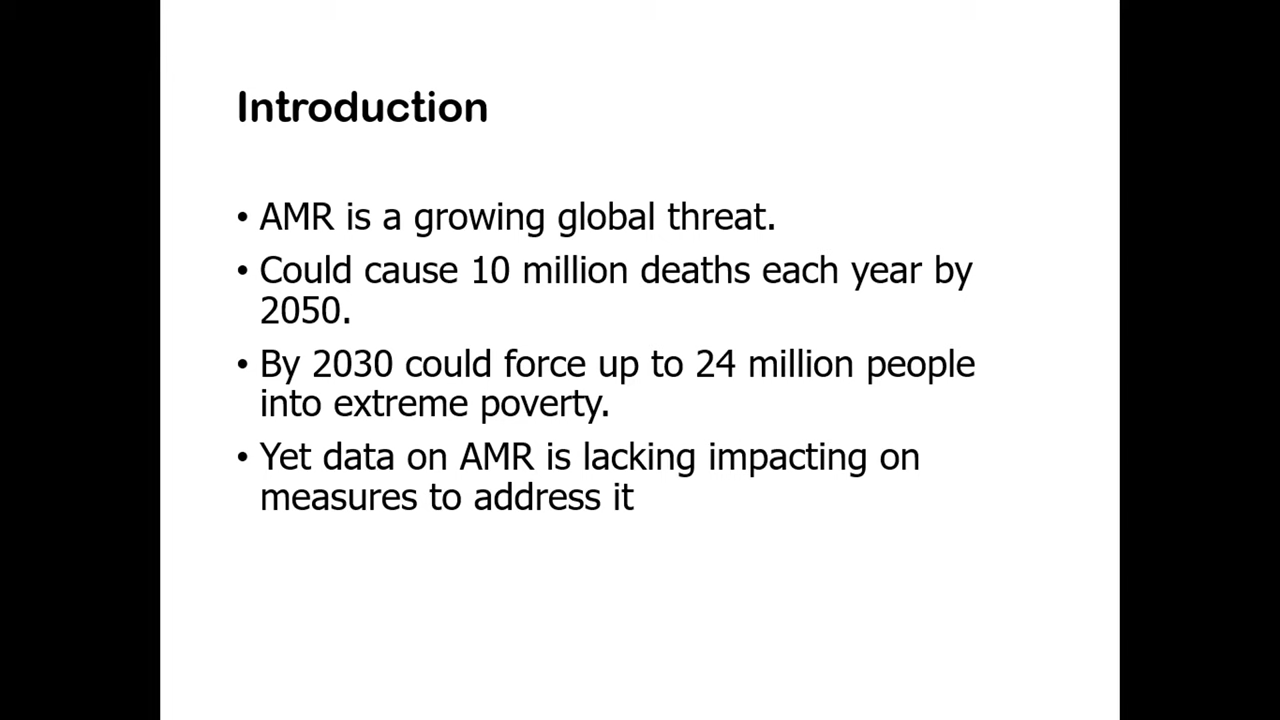 Introduction
• AMR is a growing global threat.
• Could cause 10 million deaths each year by
2050.
• By 2030 could force up to 24 million people
into extreme poverty.
• Yet data on AMR is lacking impacting on
measures to address it